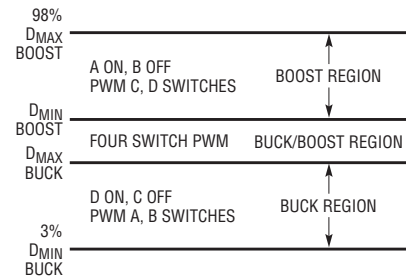 98%
DMAX
BOOST
A ON, B OFF
PWM C, D SWITCHES
BOOST REGION
DMIN
BOOST
FOUR SWITCH PWM
BUCK/BOOST REGION
DMAX
BUCK
D ON, C OFF
PWM A, B SWITCHES
BUCK REGION
3%
DMIN
BUCK